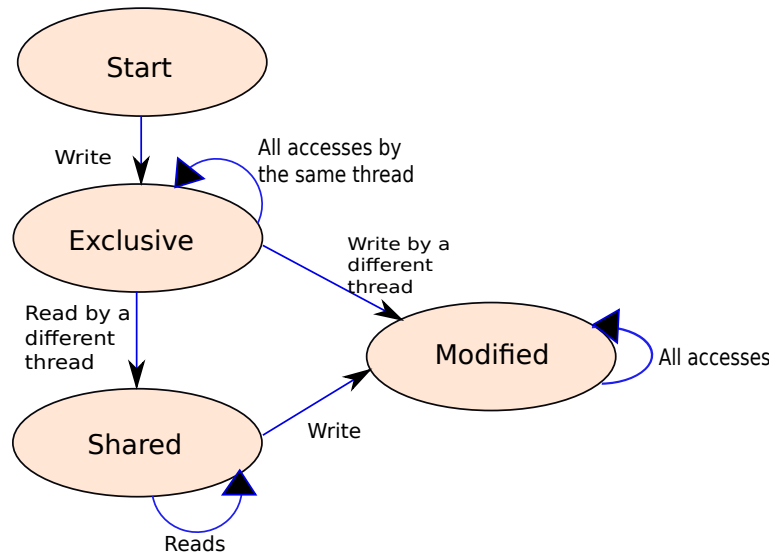 Start
Write
All accesses by
the same thread
Exclusive
Write by a
different
thread
Read by a
different
thread
Modified
All accesses
Shared
Write
Reads